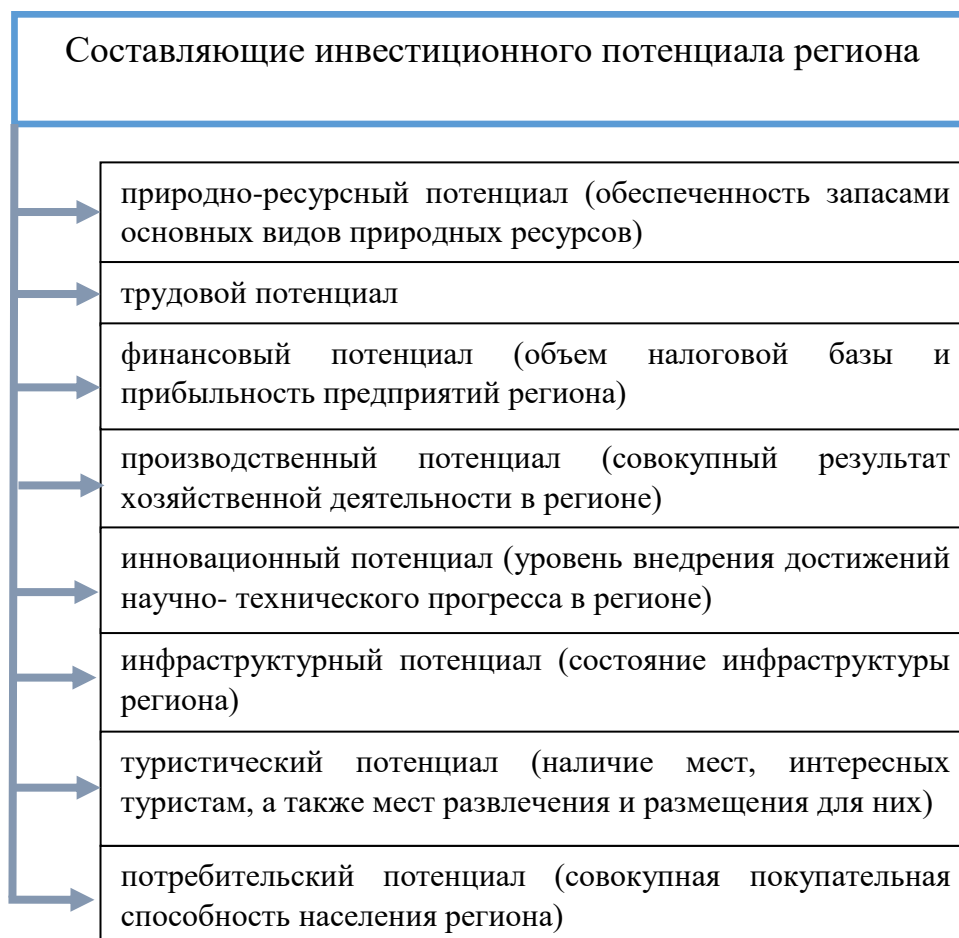 Составляющие инвестиционного потенциала региона
природно-ресурсный потенциал (обеспеченность запасами
основных видов природных ресурсов)
трудовой потенциал
финансовый потенциал (объем налоговой базы и
прибыльность предприятий региона)
производственный потенциал (совокупный результат
хозяйственной деятельности в регионе)
инновационный потенциал (уровень внедрения достижений
научно- технического прогресса в регионе)
инфраструктурный потенциал (состояние инфраструктуры
региона)
туристический потенциал (наличие мест, интересных
туристам, а также мест развлечения и размещения для них)
потребительский потенциал (совокупная покупательная
способность населения региона)